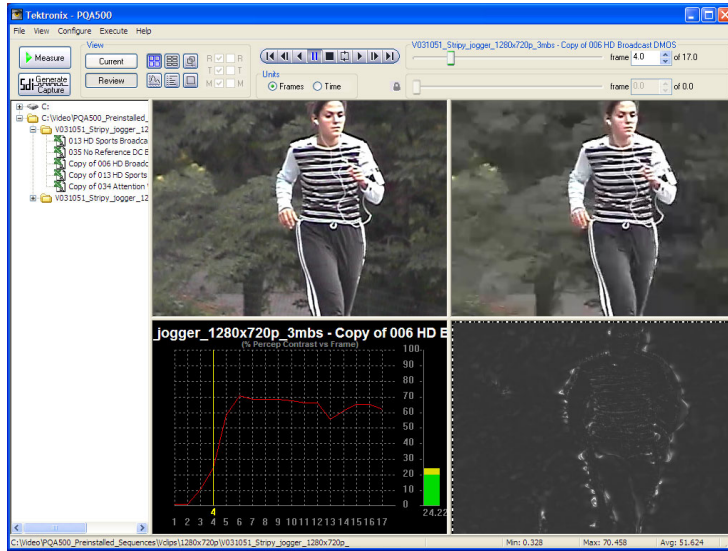 Tektronix - PQA500
File View Configure Execute Help
Measure
Generate
Capture
View
Current
Review
R R
T T
M M
Units
Frames Time
V031051_Stripy_jogger_1280x720p_3mbs - Copy of 006 HD Broadcast DMOS
frame 4.0 of 17.0
frame 0.0 of 0.0
C:
C:\Video\PQA500_Preinstalled_
V031051_Stripy_jogger_12
013 HD Sports Broadca
035 No Reference DC B
Copy of 006 HD Broadc
Copy of 013 HD Sports
Copy of 034 Attention
V031051_Stripy_jogger_12
_jogger_1280x720p_3mbs - Copy of 006 HD B
(% Percep Contrast vs Frame)
100
90
80
70
60
50
40
30
20
10
0
4
24.22
1 2 3 4 5 6 7 8 9 10 11 12 13 14 15 16 17
C:\Video\PQA500_Preinstalled_Sequences\Vclips\1280x720p\V031051_Stripy_jogger_1280x720p_
Min: 0.328 Max: 70.458 Avg: 51.624